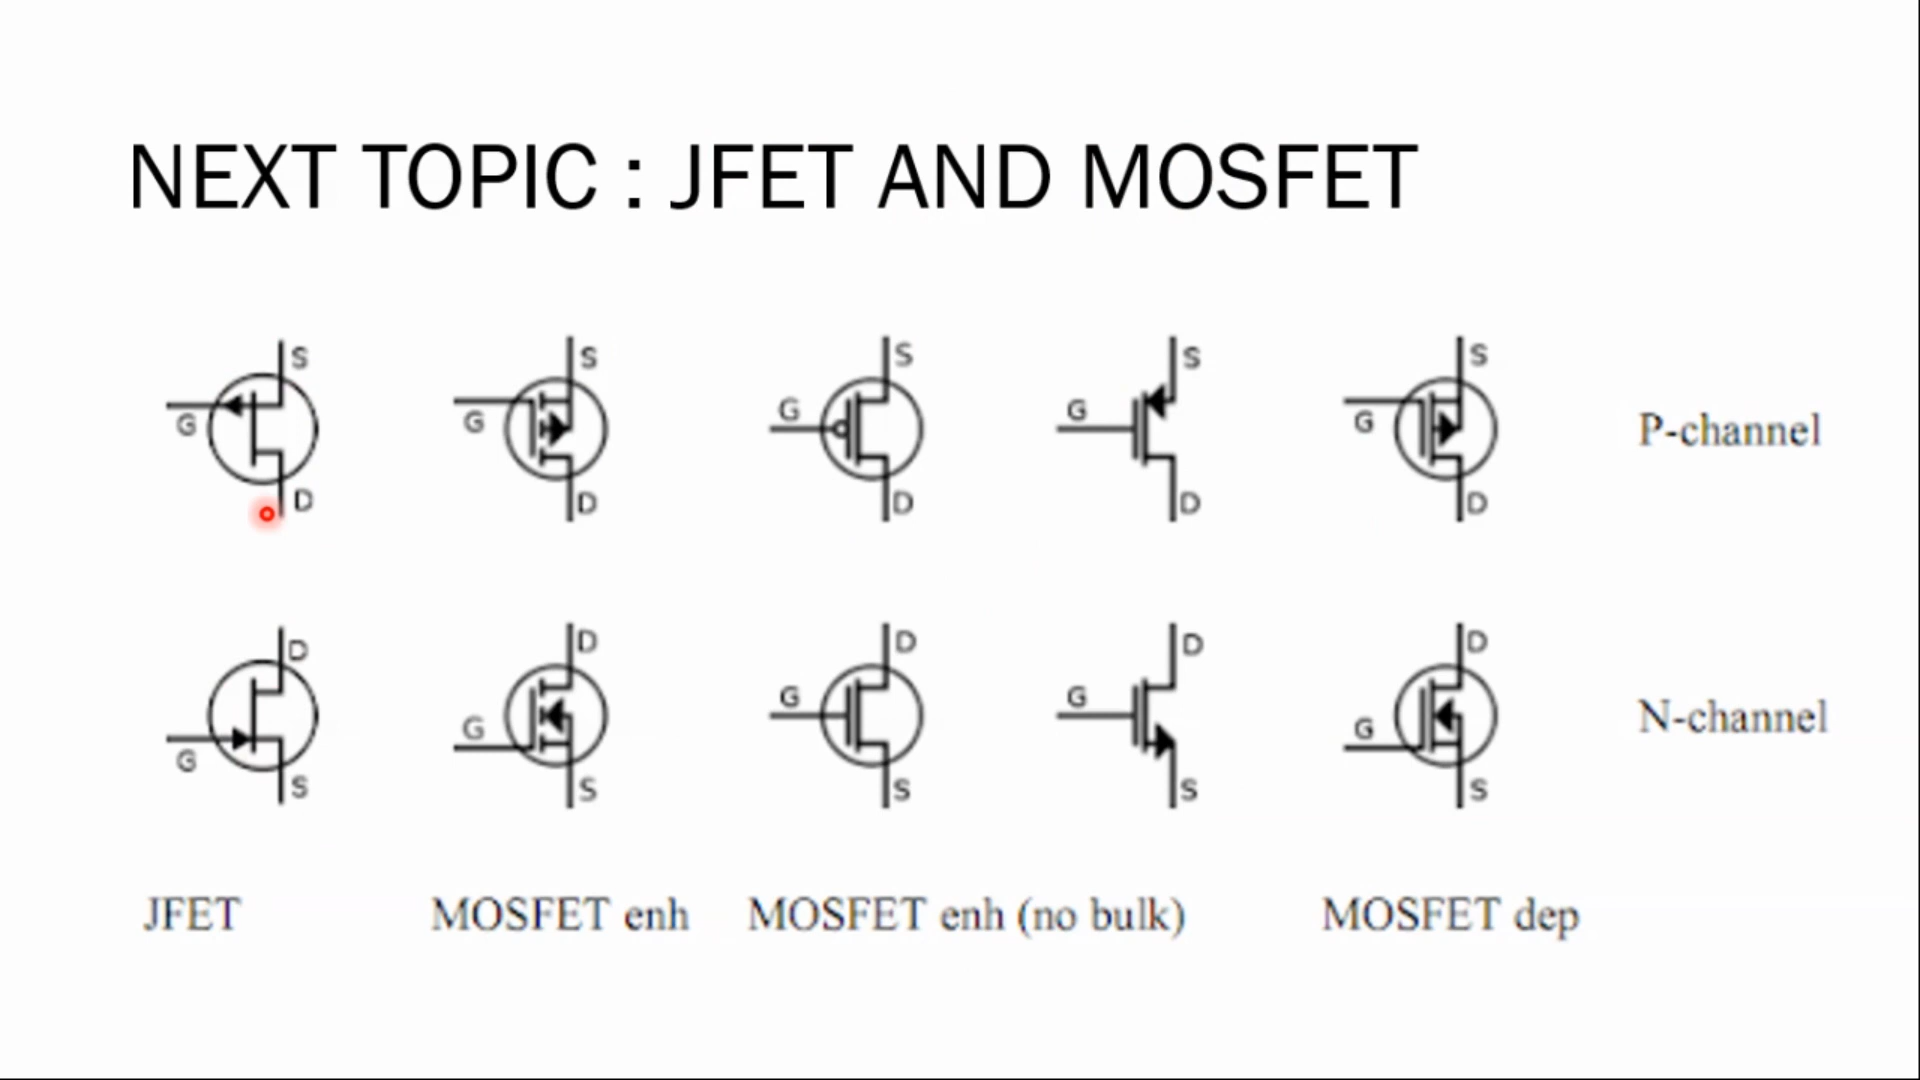 NEXT TOPIC : JFET AND MOSFET
S S S S S
G G G G G
P-channel
D D D D D
D D D D D
G G G G G
N-channel
S S S S S
JFET MOSFET enh MOSFET enh (no bulk) MOSFET dep